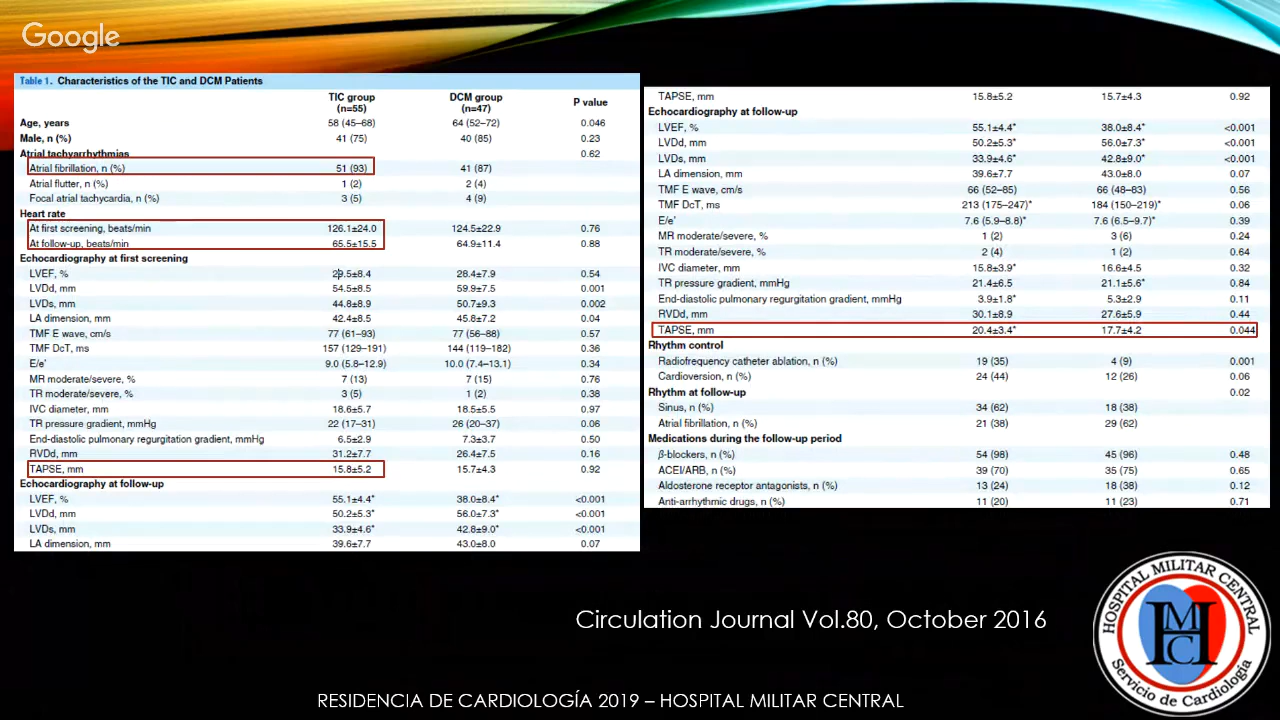 Google
Table 1. Characteristics of the TIC and DCM Patients
TIC group (n=55) DCM group (n=47) P value
Age, years 58 (45–68) 64 (52–72) 0.046
Male, n (%) 41 (75) 40 (85) 0.23
Atrial tachyarrhythmias 0.62
Atrial fibrillation, n (%) 51 (93) 41 (87)
Atrial flutter, n (%) 1 (2) 2 (4)
Focal atrial tachycardia, n (%) 3 (5) 4 (9)
Heart rate
At first screening, beats/min 126.1±24.0 124.5±22.9 0.76
At follow-up, beats/min 65.5±15.5 64.9±11.4 0.88
Echocardiography at first screening
LVEF, % 29.5±8.4 28.4±7.9 0.54
LVDd, mm 54.5±8.5 59.9±7.5 0.001
LVDs, mm 44.8±8.9 50.7±9.3 0.002
LA dimension, mm 42.4±8.5 45.8±7.2 0.04
TMF E wave, cm/s 77 (61–93) 77 (56–88) 0.57
TMF DcT, ms 157 (129–191) 144 (119–182) 0.36
E/e' 9.0 (5.8–12.9) 10.0 (7.4–13.1) 0.34
MR moderate/severe, % 7 (13) 7 (15) 0.76
TR moderate/severe, % 3 (5) 1 (2) 0.38
IVC diameter, mm 18.6±5.7 18.5±5.5 0.97
TR pressure gradient, mmHg 22 (17–31) 26 (20–37) 0.06
End-diastolic pulmonary regurgitation gradient, mmHg 6.5±2.9 7.3±3.7 0.50
RVDd, mm 31.2±7.7 26.4±7.5 0.16
TAPSE, mm 15.8±5.2 15.7±4.3 0.92
Echocardiography at follow-up
LVEF, % 55.1±4.4* 38.0±8.4* <0.001
LVDd, mm 50.2±5.3* 56.0±7.3* <0.001
LVDs, mm 33.9±4.6* 42.8±9.0* <0.001
LA dimension, mm 39.6±7.7 43.0±8.0 0.07
TAPSE, mm 15.8±5.2 15.7±4.3 0.92
Echocardiography at follow-up
LVEF, % 55.1±4.4* 38.0±8.4* <0.001
LVDd, mm 50.2±5.3* 56.0±7.3* <0.001
LVDs, mm 33.9±4.6* 42.8±9.0* <0.001
LA dimension, mm 39.6±7.7 43.0±8.0 0.07
TMF E wave, cm/s 66 (52–85) 66 (48–83) 0.56
TMF DcT, ms 213 (175–247)* 184 (150–219)* 0.06
E/e' 7.6 (5.9–8.8)* 7.6 (6.5–9.7)* 0.39
MR moderate/severe, % 1 (2) 3 (6) 0.24
TR moderate/severe, % 2 (4) 1 (2) 0.64
IVC diameter, mm 15.8±3.9* 16.6±4.5 0.32
TR pressure gradient, mmHg 21.4±6.5 21.1±5.6* 0.84
End-diastolic pulmonary regurgitation gradient, mmHg 3.9±1.8* 5.3±2.9 0.11
RVDd, mm 30.1±8.9 27.6±5.9 0.44
TAPSE, mm 20.4±3.4* 17.7±4.2 0.044
Rhythm control
Radiofrequency catheter ablation, n (%) 19 (35) 4 (9) 0.001
Cardioversion, n (%) 24 (44) 12 (26) 0.06
Rhythm at follow-up 0.02
Sinus, n (%) 34 (62) 18 (38)
Atrial fibrillation, n (%) 21 (38) 29 (62)
Medications during the follow-up period
β-blockers, n (%) 54 (98) 45 (96) 0.48
ACEI/ARB, n (%) 39 (70) 35 (75) 0.65
Aldosterone receptor antagonists, n (%) 13 (24) 18 (38) 0.12
Anti-arrhythmic drugs, n (%) 11 (20) 11 (23) 0.71
Circulation Journal Vol.80, October 2016
HOSPITAL MILITAR CENTRAL
HMC
Servicio de Cardiología
RESIDENCIA DE CARDIOLOGÍA 2019 – HOSPITAL MILITAR CENTRAL